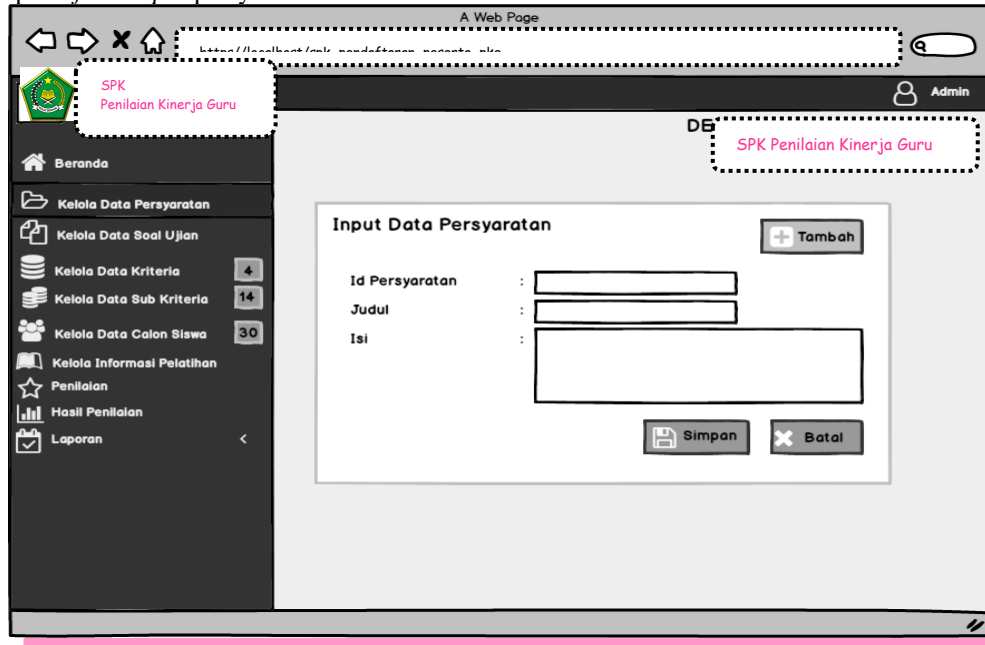 A Web Page
SPK
Penilaian Kinerja Guru
Admin
SPK Penilaian Kinerja Guru
Beranda
Kelola Data Persyaratan
Kelola Data Soal Ujian
Kelola Data Kriteria 4
Kelola Data Sub Kriteria 14
Kelola Data Calon Siswa 30
Kelola Informasi Pelatihan
Penilaian
Hasil Penilaian
Laporan <
Input Data Persyaratan
Tambah
Id Persyaratan :
Judul :
Isi :
Simpan
Batal